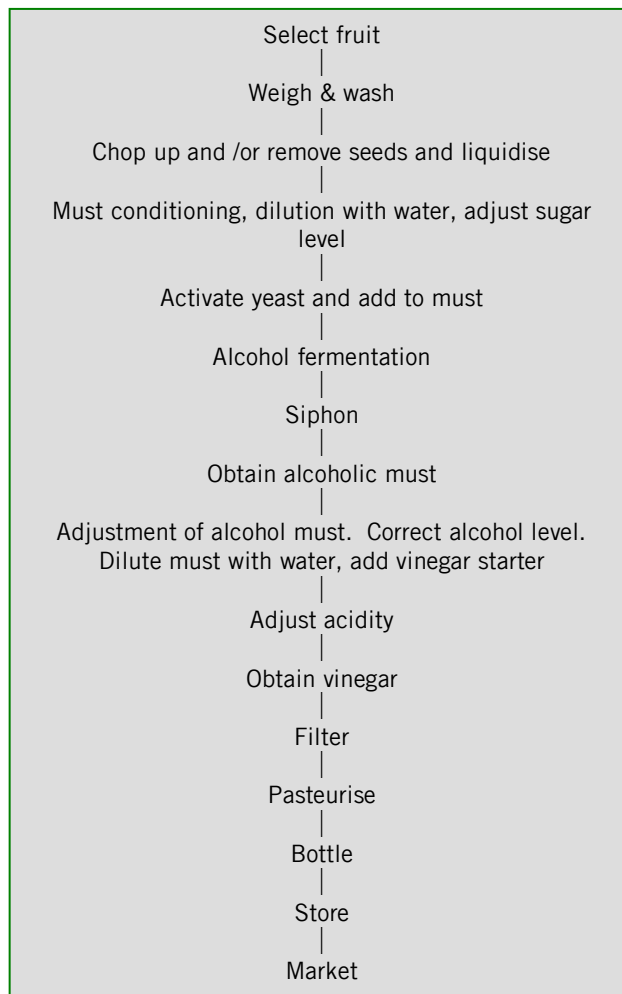 Select fruit
Weigh & wash
Chop up and /or remove seeds and liquidise
Must conditioning, dilution with water, adjust sugar
level
Activate yeast and add to must
Alcohol fermentation
Siphon
Obtain alcoholic must
Adjustment of alcohol must.  Correct alcohol level.
Dilute must with water, add vinegar starter
Adjust acidity
Obtain vinegar
Filter
Pasteurise
Bottle
Store
Market